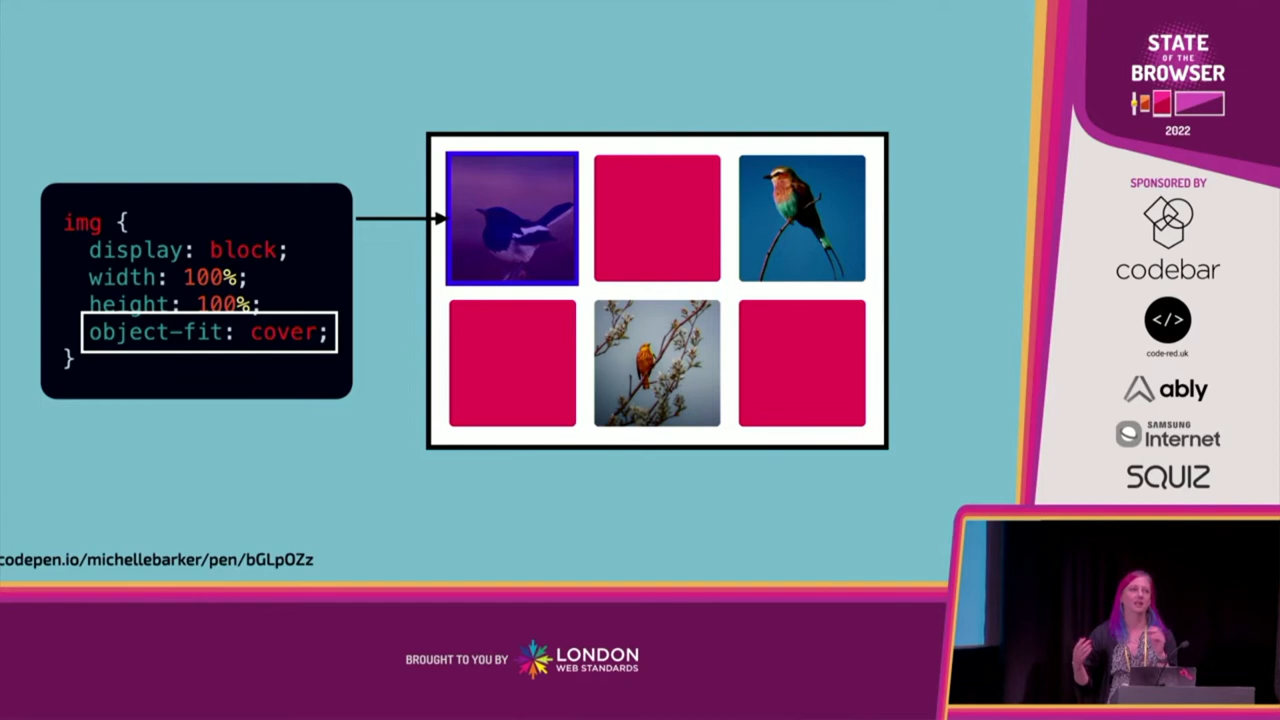 img {
display: block;
width: 100%;
height: 100%;
object-fit: cover;
}
codepen.io/michellebarker/pen/bGLpOZz
STATE
OF THE
BROWSER
2022
SPONSORED BY
codebar
</>
code-red.uk
ably
SAMSUNG
Internet
SQUIZ
BROUGHT TO YOU BY
LONDON
WEB STANDARDS